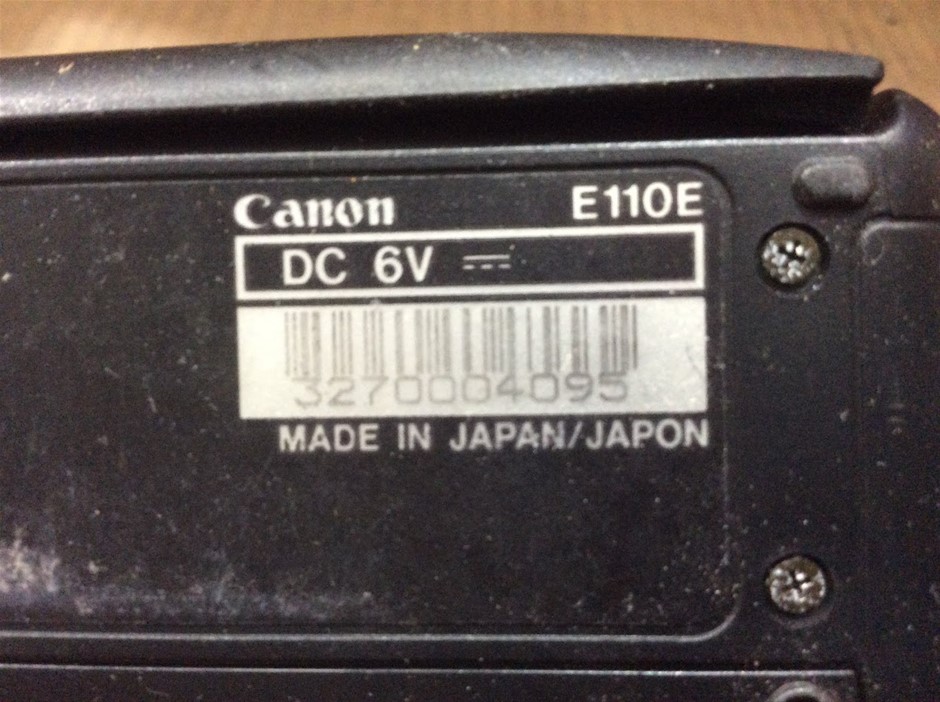 Canon E110E
DC 6V ⎓
3270004095
MADE IN JAPAN/JAPON